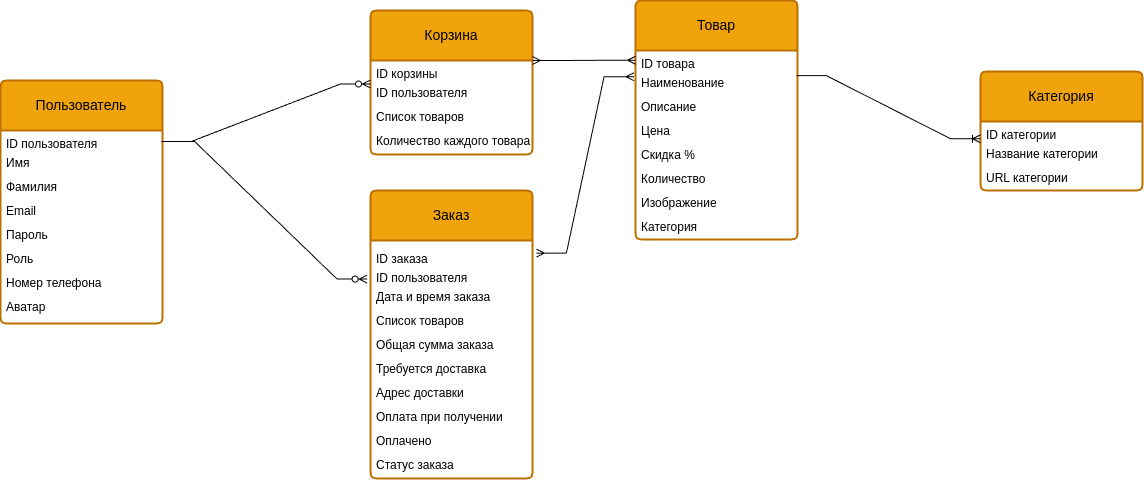 Пользователь
ID пользователя
Имя
Фамилия
Email
Пароль
Роль
Номер телефона
Аватар
Корзина
ID корзины
ID пользователя
Список товаров
Количество каждого товара
Заказ
ID заказа
ID пользователя
Дата и время заказа
Список товаров
Общая сумма заказа
Требуется доставка
Адрес доставки
Оплата при получении
Оплачено
Статус заказа
Товар
ID товара
Наименование
Описание
Цена
Скидка %
Количество
Изображение
Категория
Категория
ID категории
Название категории
URL категории